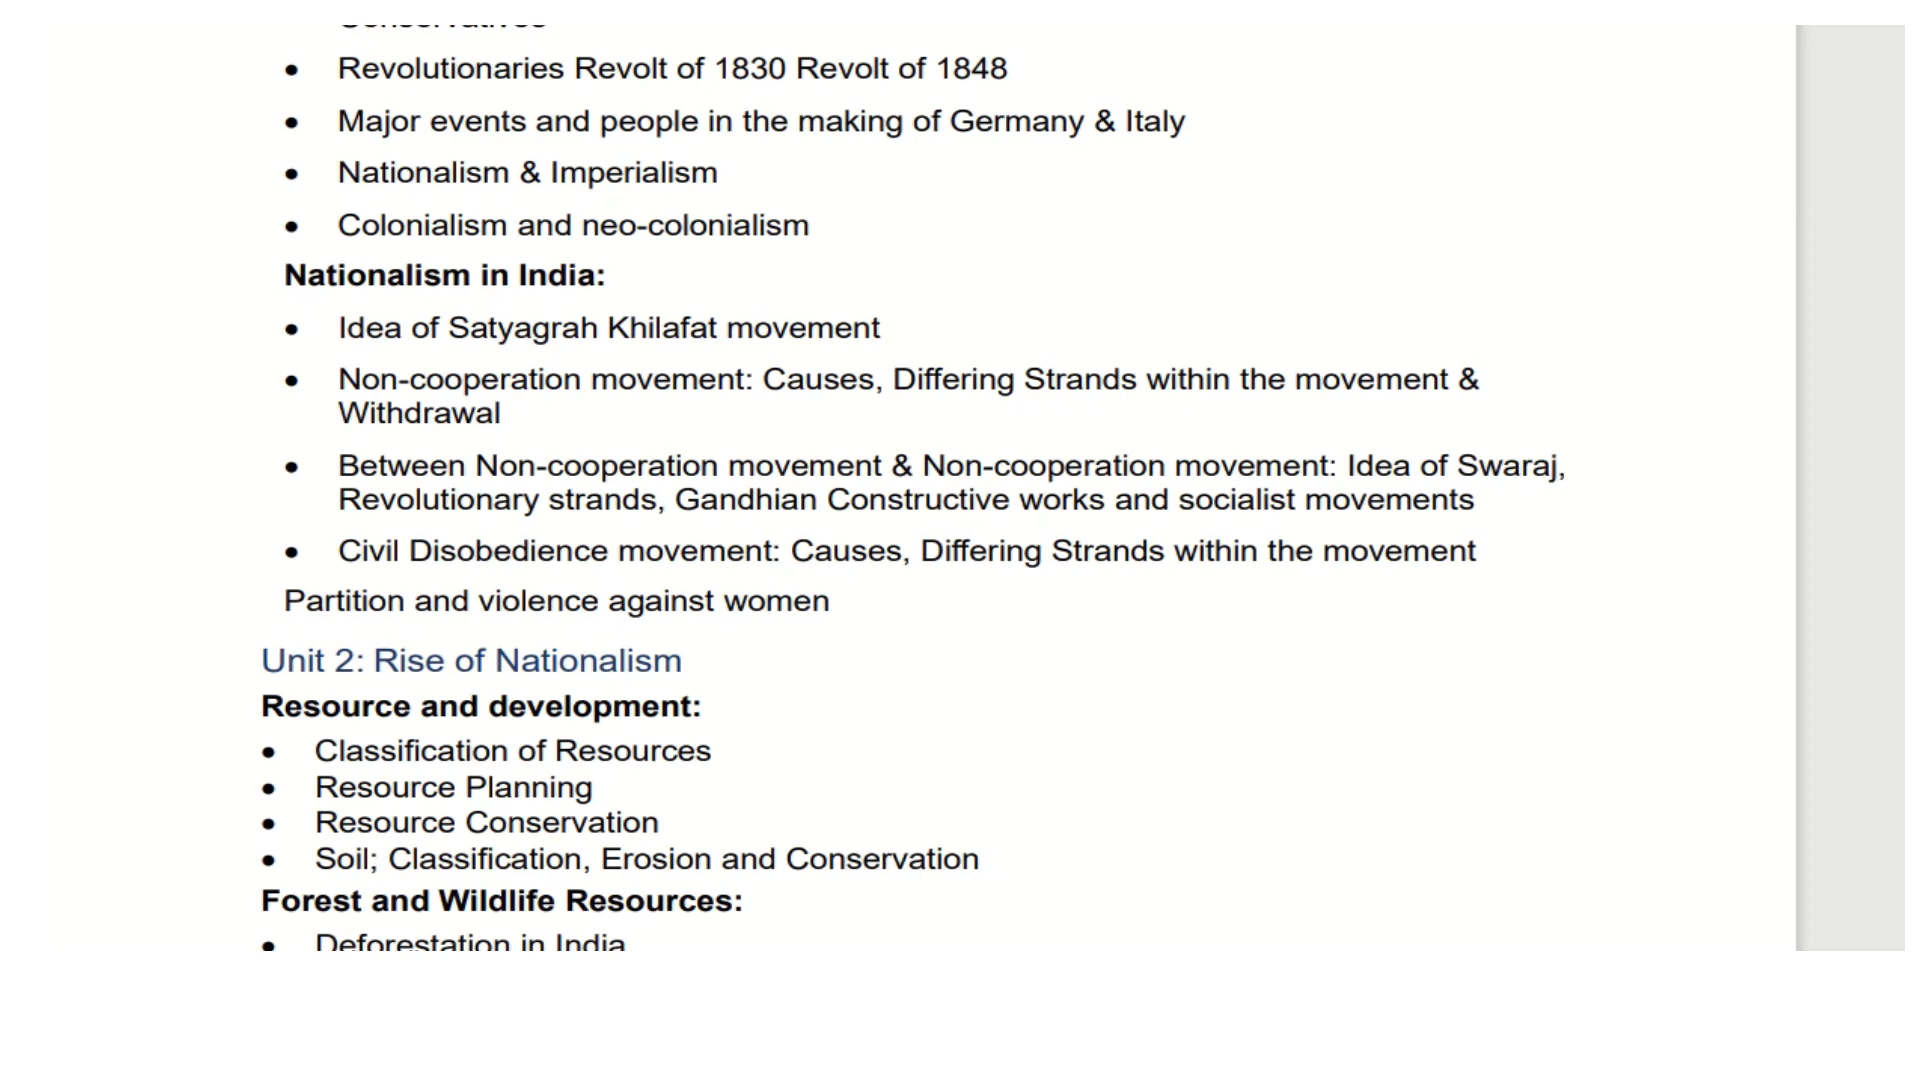 • Revolutionaries Revolt of 1830 Revolt of 1848
• Major events and people in the making of Germany & Italy
• Nationalism & Imperialism
• Colonialism and neo-colonialism
Nationalism in India:
• Idea of Satyagrah Khilafat movement
• Non-cooperation movement: Causes, Differing Strands within the movement &
Withdrawal
• Between Non-cooperation movement & Non-cooperation movement: Idea of Swaraj,
Revolutionary strands, Gandhian Constructive works and socialist movements
• Civil Disobedience movement: Causes, Differing Strands within the movement
Partition and violence against women
Unit 2: Rise of Nationalism
Resource and development:
• Classification of Resources
• Resource Planning
• Resource Conservation
• Soil; Classification, Erosion and Conservation
Forest and Wildlife Resources:
• Deforestation in India